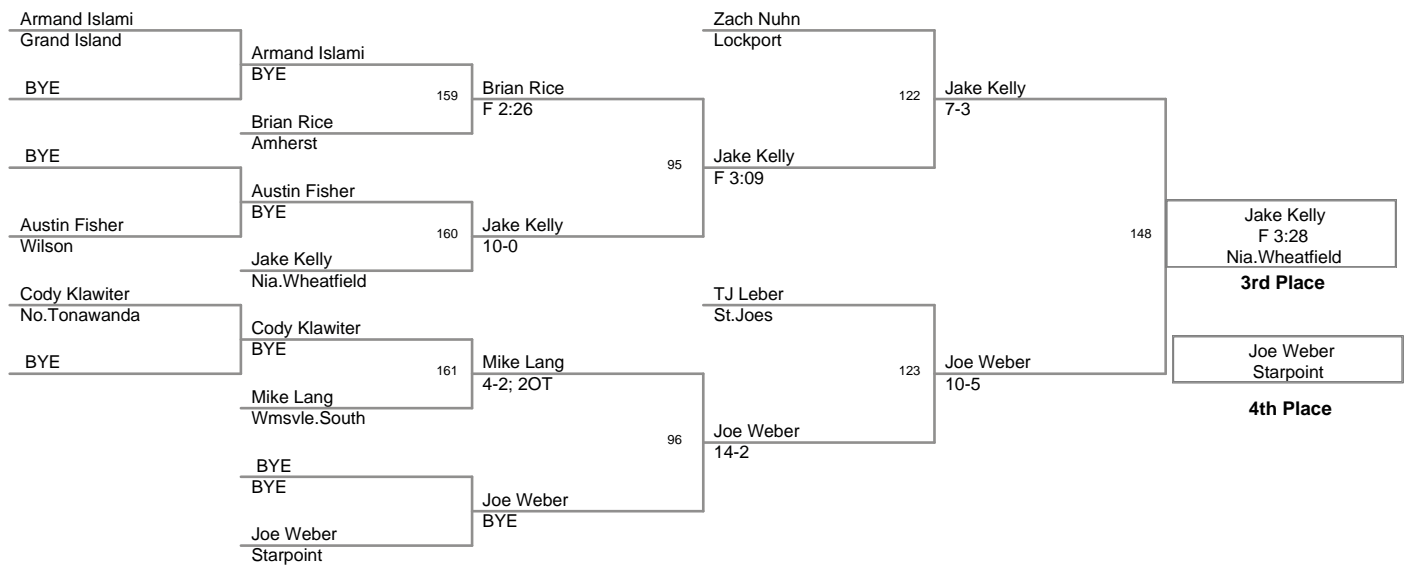 Armand Islami
Grand Island
BYE
BYE
Austin Fisher
Wilson
Cody Klawiter
No.Tonawanda
BYE
Armand Islami
BYE
159
Brian Rice
Amherst
Austin Fisher
BYE
160
Jake Kelly
Nia.Wheatfield
Cody Klawiter
BYE
161
Mike Lang
Wmsvle.South
BYE
BYE
Joe Weber
Starpoint
Brian Rice
F 2:26
95
Jake Kelly
10-0
Mike Lang
4-2; 2OT
96
Joe Weber
BYE
Zach Nuhn
Lockport
122
Jake Kelly
F 3:09
TJ Leber
St.Joes
123
Joe Weber
14-2
Jake Kelly
7-3
148
Joe Weber
10-5
Jake Kelly
F 3:28
Nia.Wheatfield
3rd Place
Joe Weber
Starpoint
4th Place